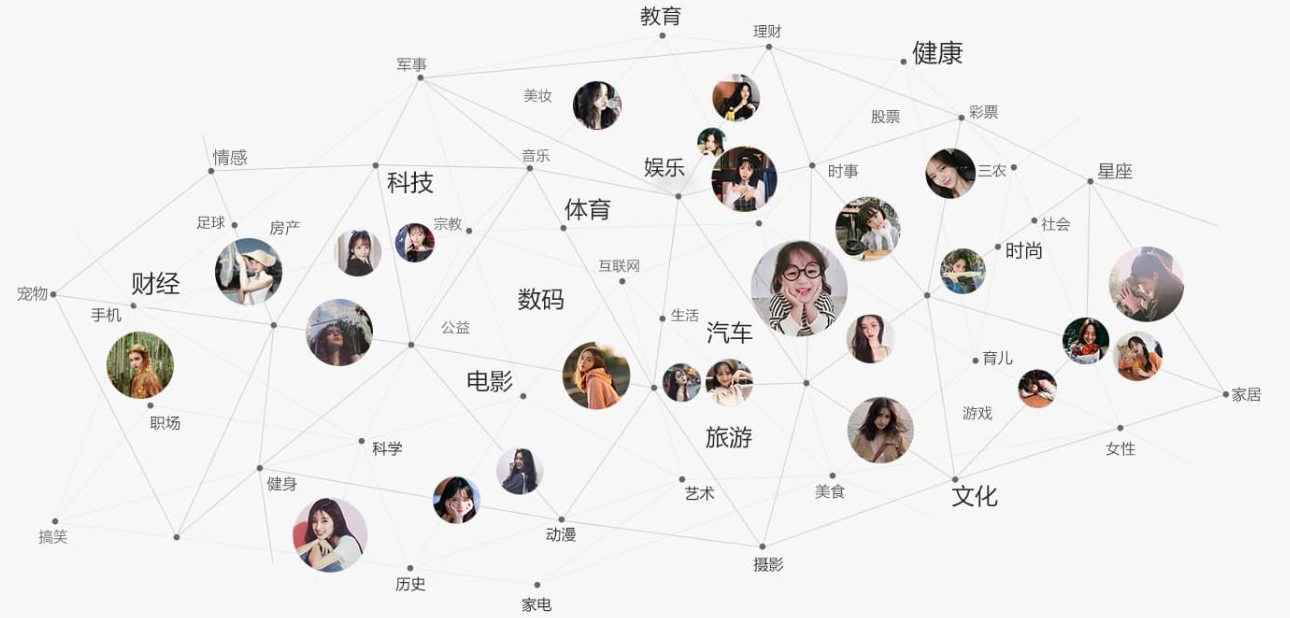 教育
理财
健康
军事
美妆
股票
彩票
情感
音乐
娱乐
时事
三农
星座
科技
足球
房产
宗教
体育
社会
时尚
互联网
财经
宠物
手机
数码
生活
公益
汽车
电影
育儿
家居
职场
游戏
旅游
科学
女性
健身
艺术
美食
文化
搞笑
动漫
摄影
历史
家电